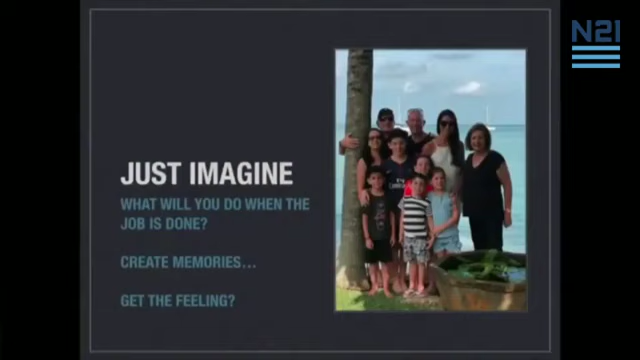 N21
JUST IMAGINE
WHAT WILL YOU DO WHEN THE
JOB IS DONE?
CREATE MEMORIES...
GET THE FEELING?